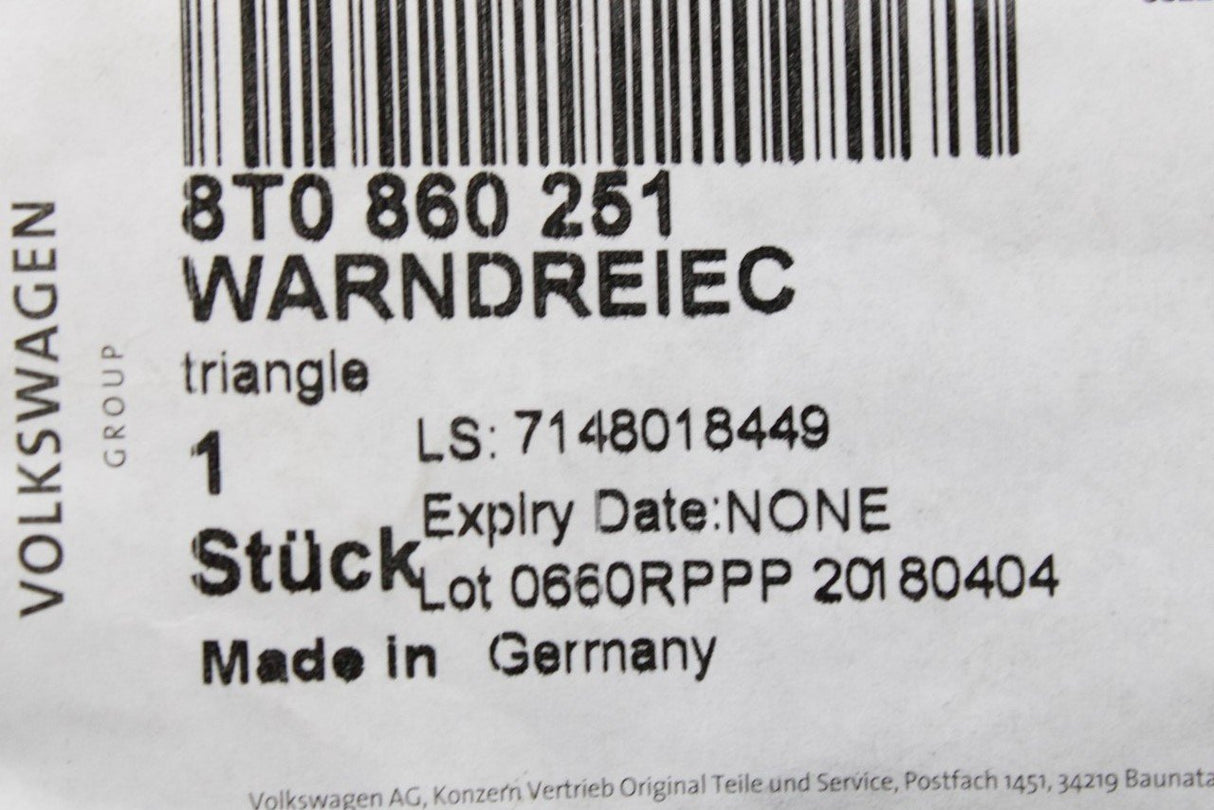 8T0 860 251
WARNDREIEC
triangle
1
LS: 7148018449
Expiry Date:NONE
Stück
Lot 0660RPPP 20180404
Made in Germany
VOLKSWAGEN
GROUP
Volkswagen AG, Konzern Vertrieb Original Teile und Service, Postfach 1451, 34219 Baunata